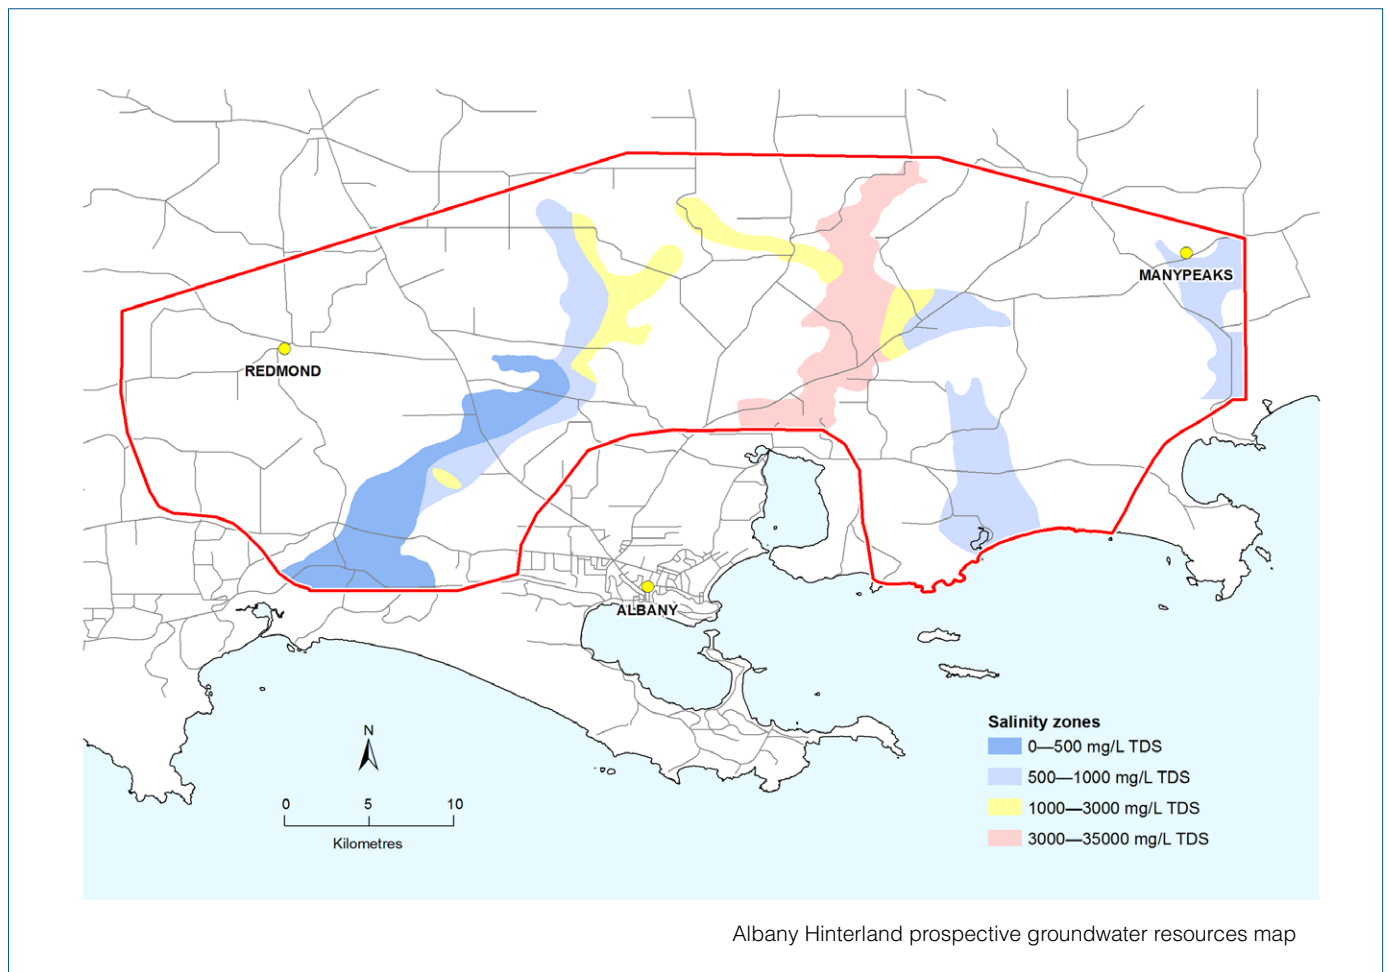 MANYPEAKS
REDMOND
ALBANY
N
0 5 10
Kilometres
Salinity zones
0—500 mg/L TDS
500—1000 mg/L TDS
1000—3000 mg/L TDS
3000—35000 mg/L TDS
Albany Hinterland prospective groundwater resources map